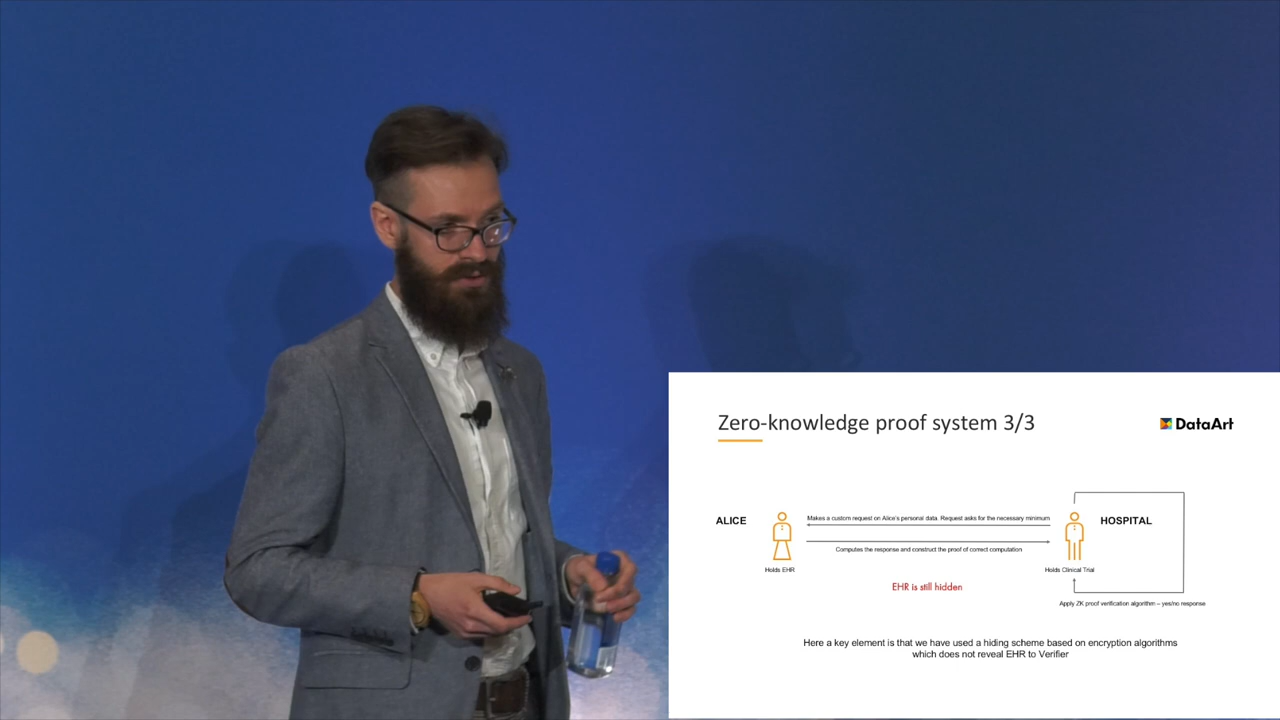 Zero-knowledge proof system 3/3
DataArt
ALICE
Makes a custom request on Alice's personal data. Request asks for the necessary minimum
HOSPITAL
Computes the response and construct the proof of correct computation
Holds EHR
Holds Clinical Trial
EHR is still hidden
Apply ZK proof verification algorithm – yes/no response
Here a key element is that we have used a hiding scheme based on encryption algorithms
which does not reveal EHR to Verifier